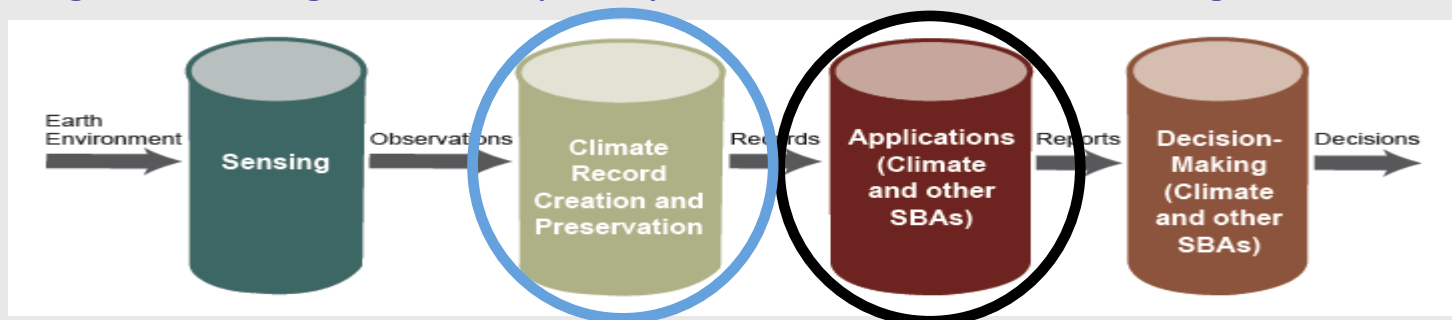 Earth
Environment
Sensing
Observations
Climate
Record
Creation and
Preservation
Records
Applications
(Climate
and other
SBAs)
Reports
Decision-
Making
(Climate
and other
SBAs)
Decisions